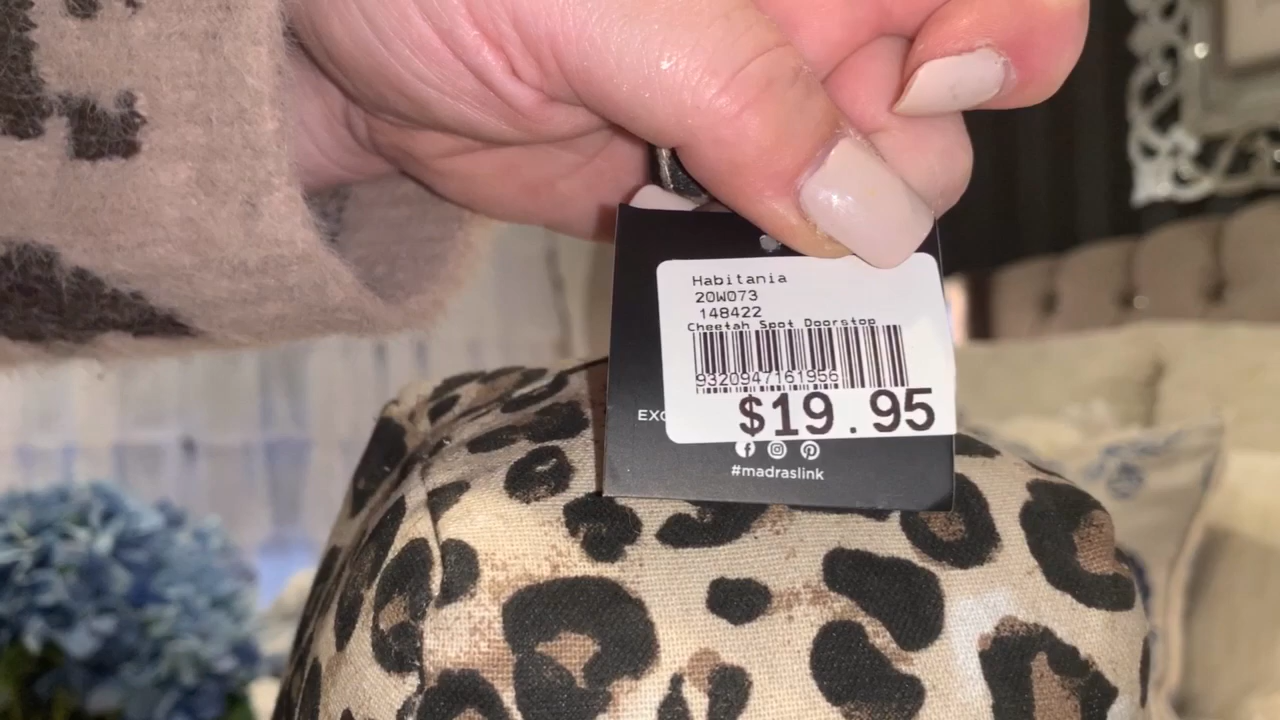 Habitania
20W073
148422
Cheetah Spot Doorstop
9320947161956
$19.95
#madraslink